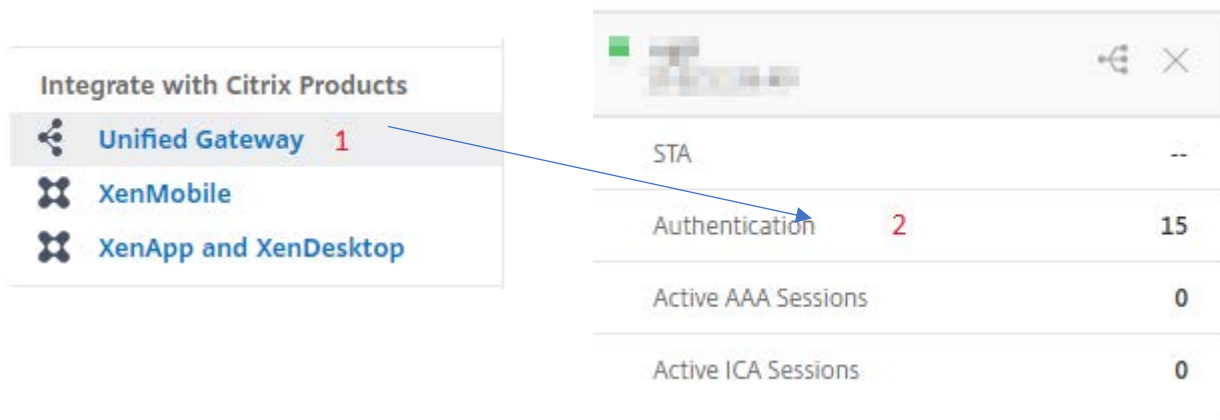 Integrate with Citrix Products
Unified Gateway 1
XenMobile
XenApp and XenDesktop
STA --
Authentication 2 15
Active AAA Sessions 0
Active ICA Sessions 0